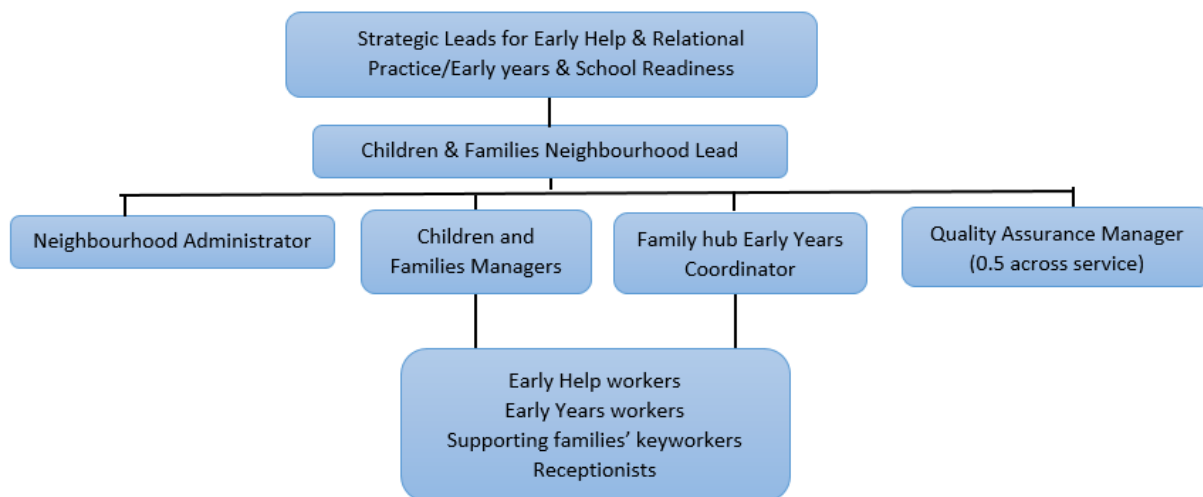 Strategic Leads for Early Help & Relational
Practice/Early years & School Readiness
Children & Families Neighbourhood Lead
Neighbourhood Administrator
Children and
Families Managers
Family hub Early Years
Coordinator
Quality Assurance Manager
(0.5 across service)
Early Help workers
Early Years workers
Supporting families’ keyworkers
Receptionists